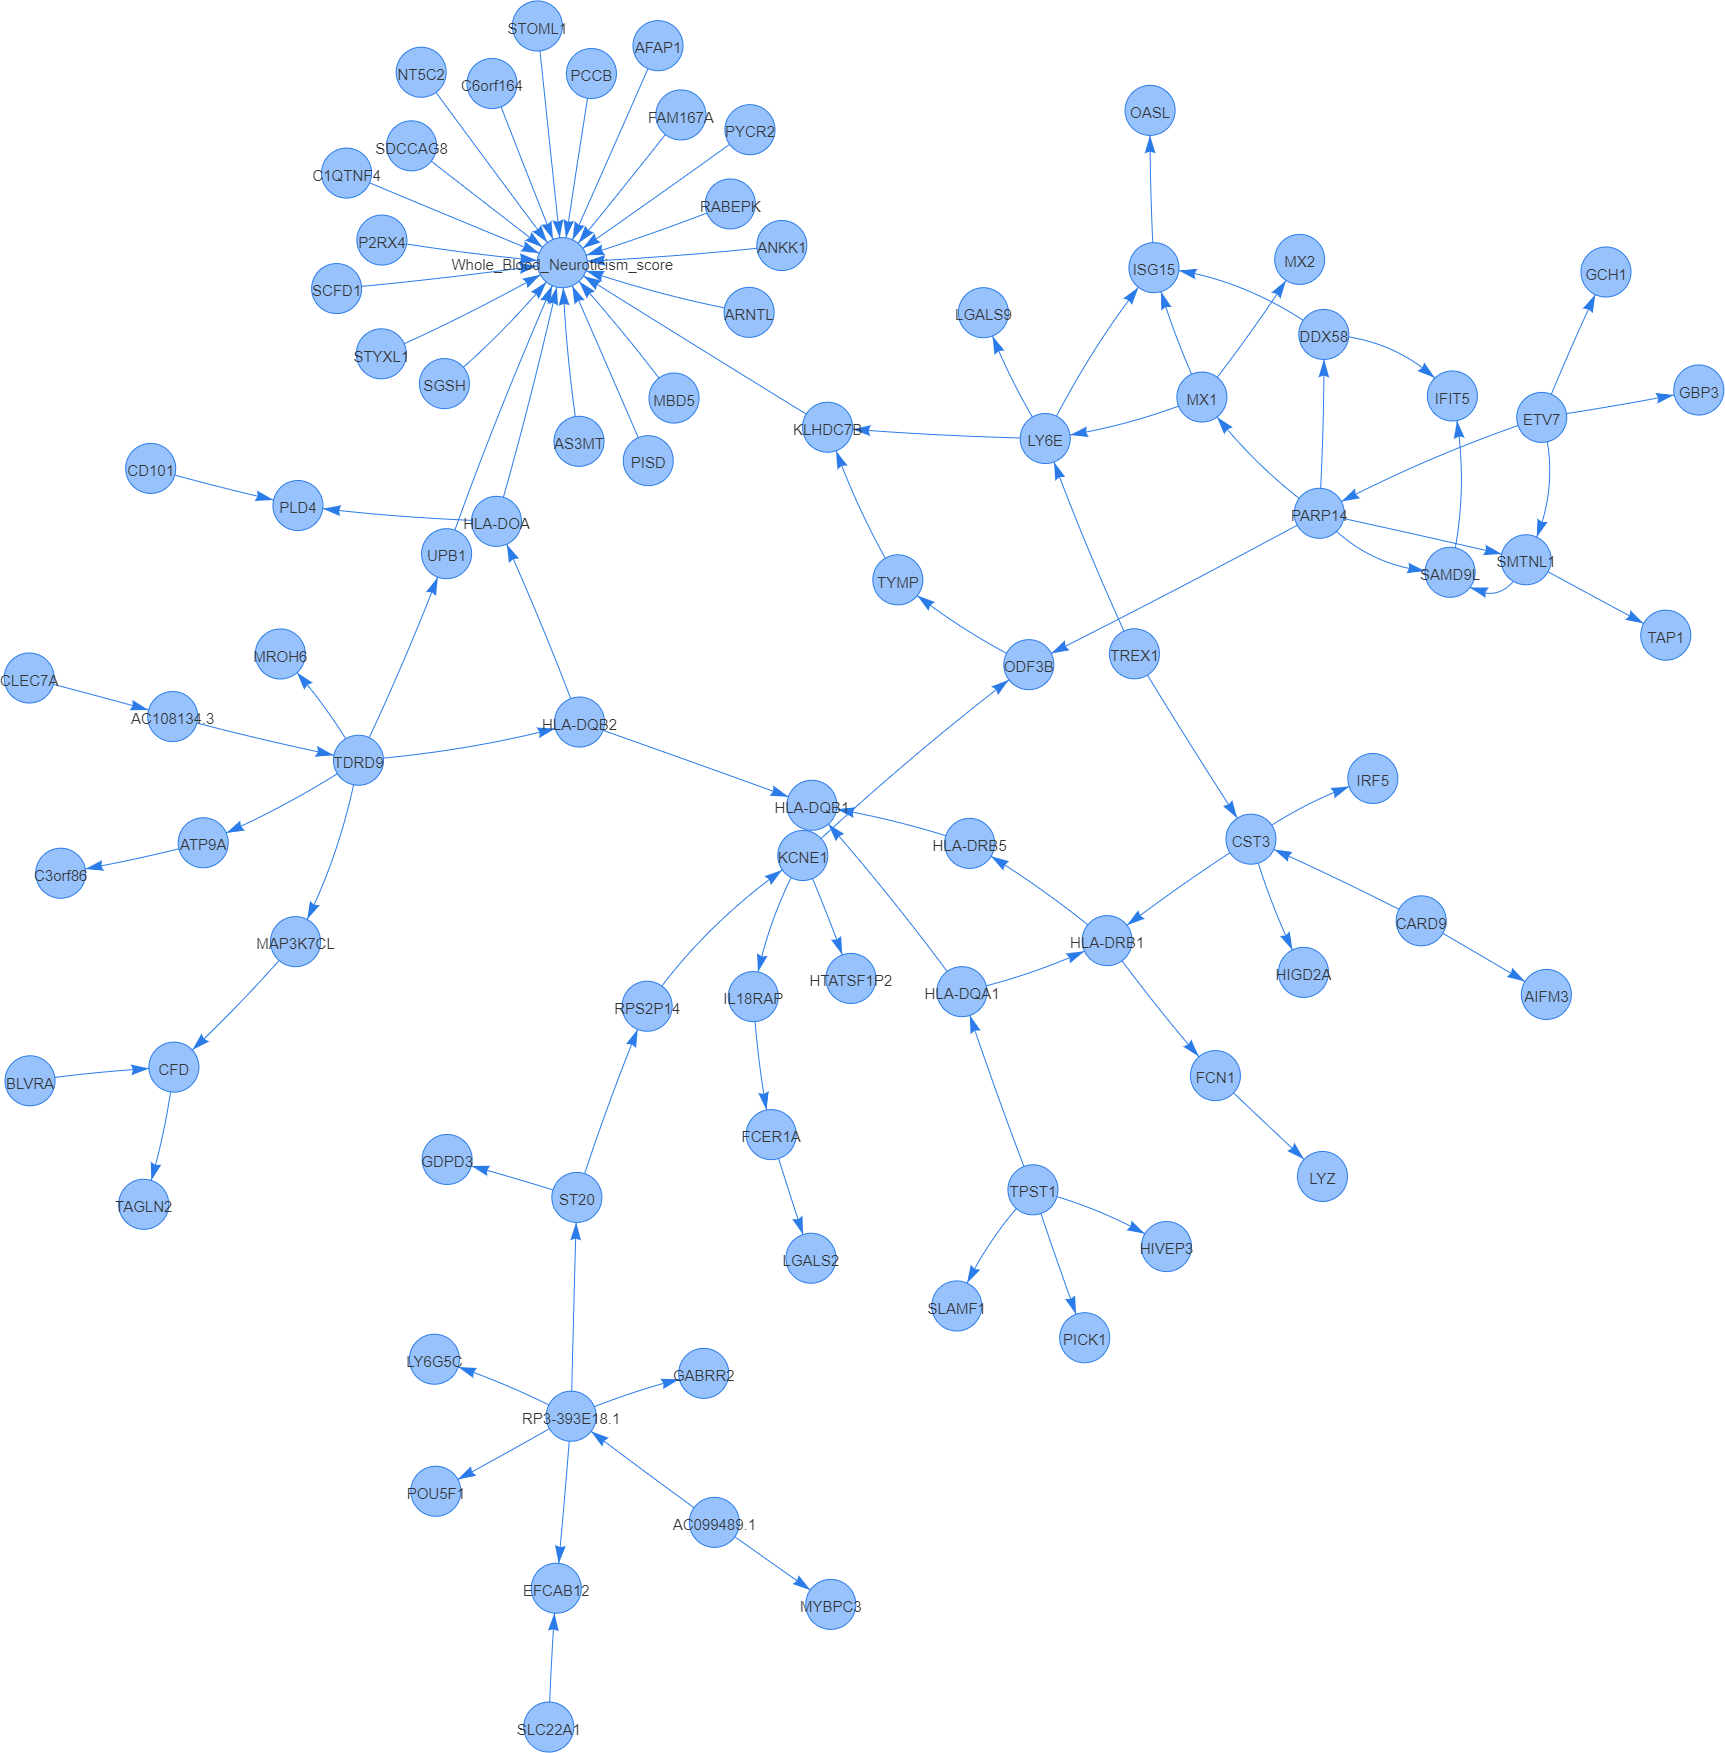 STOML1
AFAP1
NT5C2
C6orf164
PCCB
FAM167A
PYCR2
SDCCAG8
C1QTNF4
RABEPK
P2RX4
ANKK1
Whole_Blood_Neuroticism_score
SCFD1
ARNTL
STYXL1
SGSH
MBD5
AS3MT
PISD
OASL
ISG15
MX2
GCH1
LGALS9
DDX58
MX1
IFIT5
GBP3
ETV7
KLHDC7B
LY6E
CD101
PLD4
HLA-DOA
PARP14
UPB1
TYMP
SAMD9L
SMTNL1
TAP1
MROH6
ODF3B
TREX1
CLEC7A
AC108134.3
HLA-DQB2
TDRD9
IRF5
HLA-DQB1
ATP9A
HLA-DRB5
CST3
KCNE1
C3orf86
CARD9
MAP3K7CL
HLA-DRB1
HIGD2A
HTATSF1P2
IL18RAP
HLA-DQA1
AIFM3
RPS2P14
CFD
BLVRA
FCN1
FCER1A
GDPD3
LYZ
ST20
TPST1
TAGLN2
HIVEP3
LGALS2
SLAMF1
PICK1
LY6G5C
GABRR2
RP3-393E18.1
POU5F1
AC099489.1
EFCAB12
MYBPC3
SLC22A1